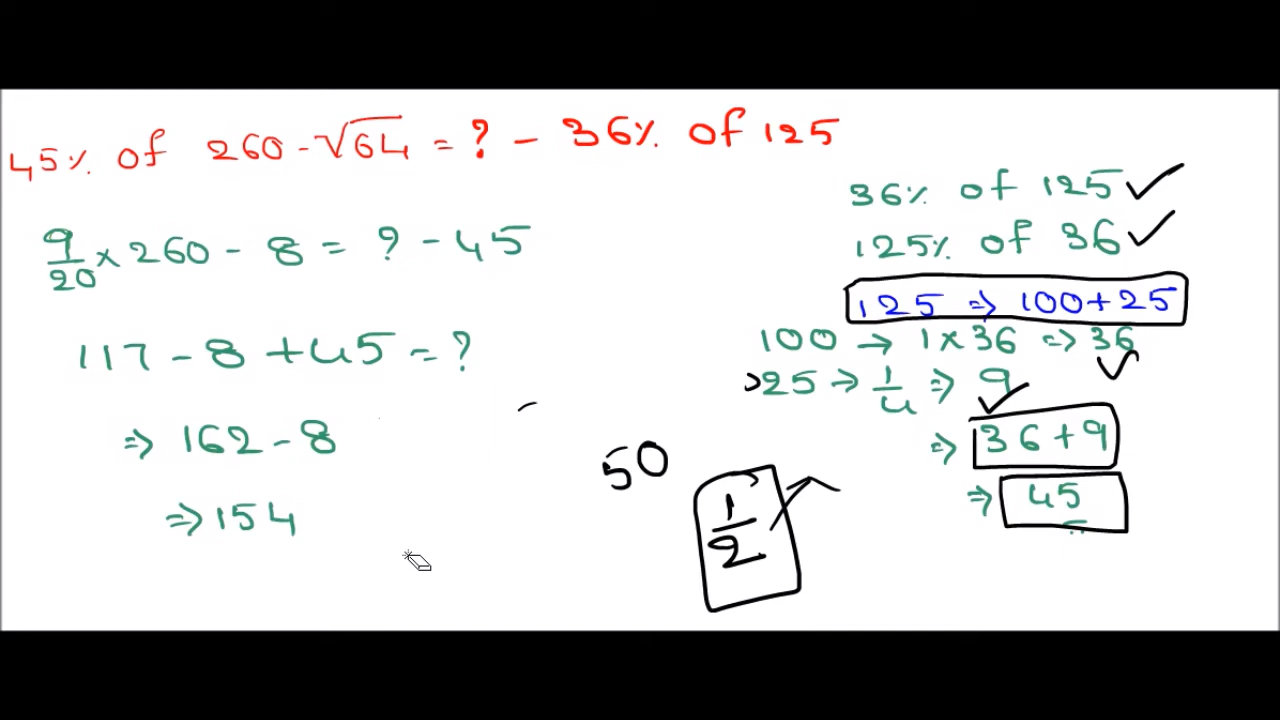 45% of 260 - √64 = ? - 36% of 125
9/20 × 260 - 8 = ? - 45
117 - 8 + 45 = ?
⇒ 162 - 8
⇒ 154
36% of 125 ✓
125% of 36 ✓
125 ⇒ 100 + 25
100 → 1 × 36 ⇒ 36 ✓
25 → 1/4 ⇒ 9 ✓
⇒ 36 + 9
⇒ 45
50
1/2